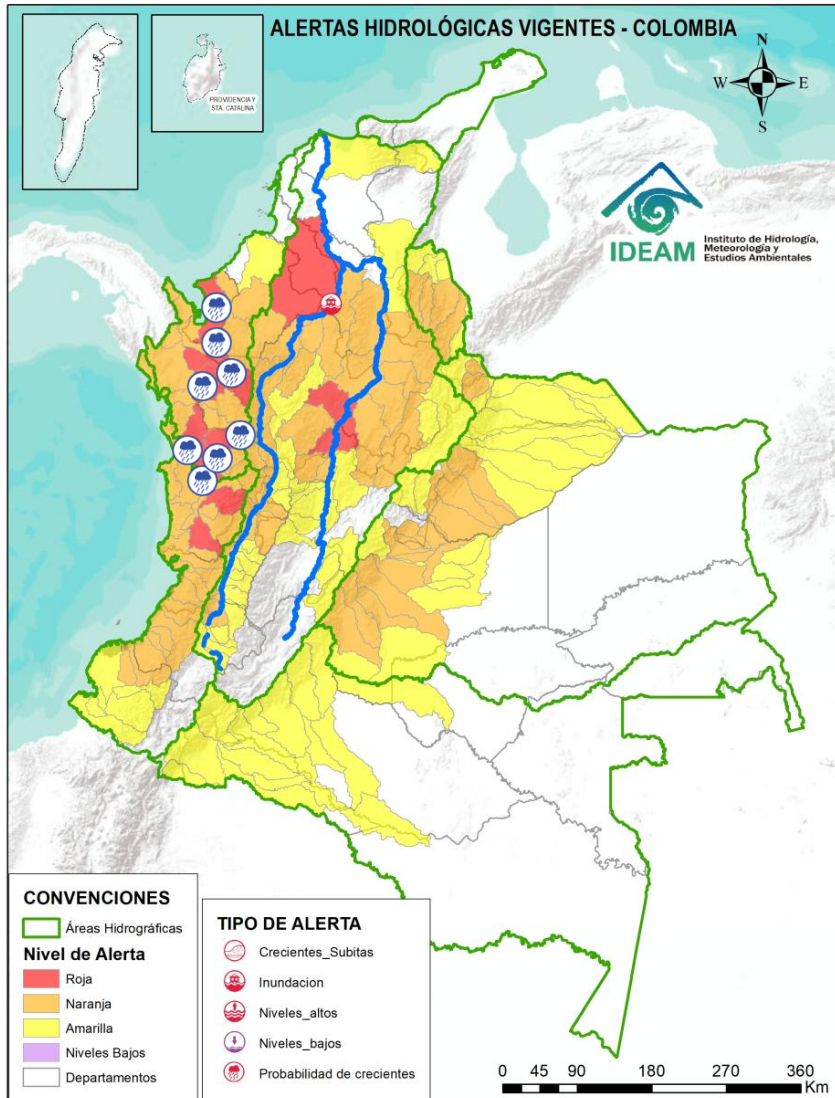 ALERTAS HIDROLÓGICAS VIGENTES - COLOMBIA
PROVIDENCIA Y
STA. CATALINA
N
W
E
S
IDEAM
Instituto de Hidrología,
Meteorología y
Estudios Ambientales
CONVENCIONES
Áreas Hidrográficas
Nivel de Alerta
Roja
Naranja
Amarilla
Niveles Bajos
Departamentos
TIPO DE ALERTA
Crecientes_Subitas
Inundacion
Niveles_altos
Niveles_bajos
Probabilidad de crecientes
0 45 90 180 270 360
Km